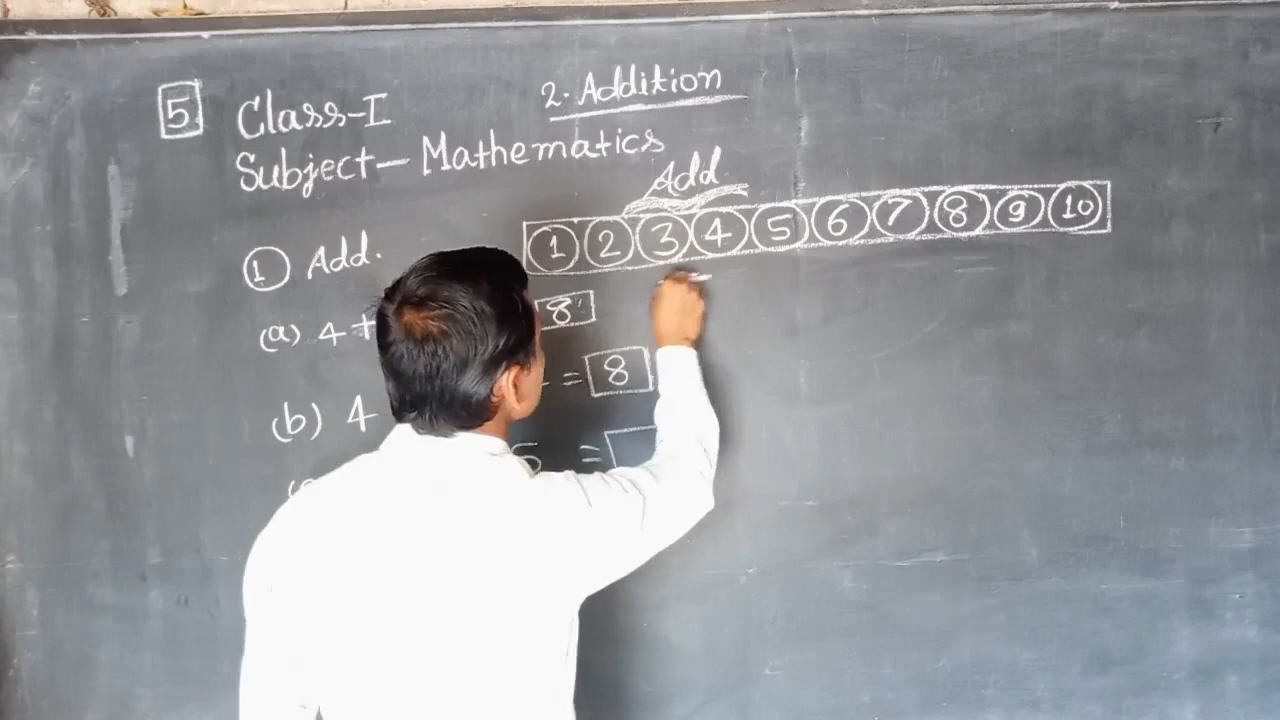 5 Class-I 2. Addition
Subject- Mathematics
Add
1 2 3 4 5 6 7 8 9 10
1 Add.
(a) 4+ 8
(b) 4 = 8
5 =